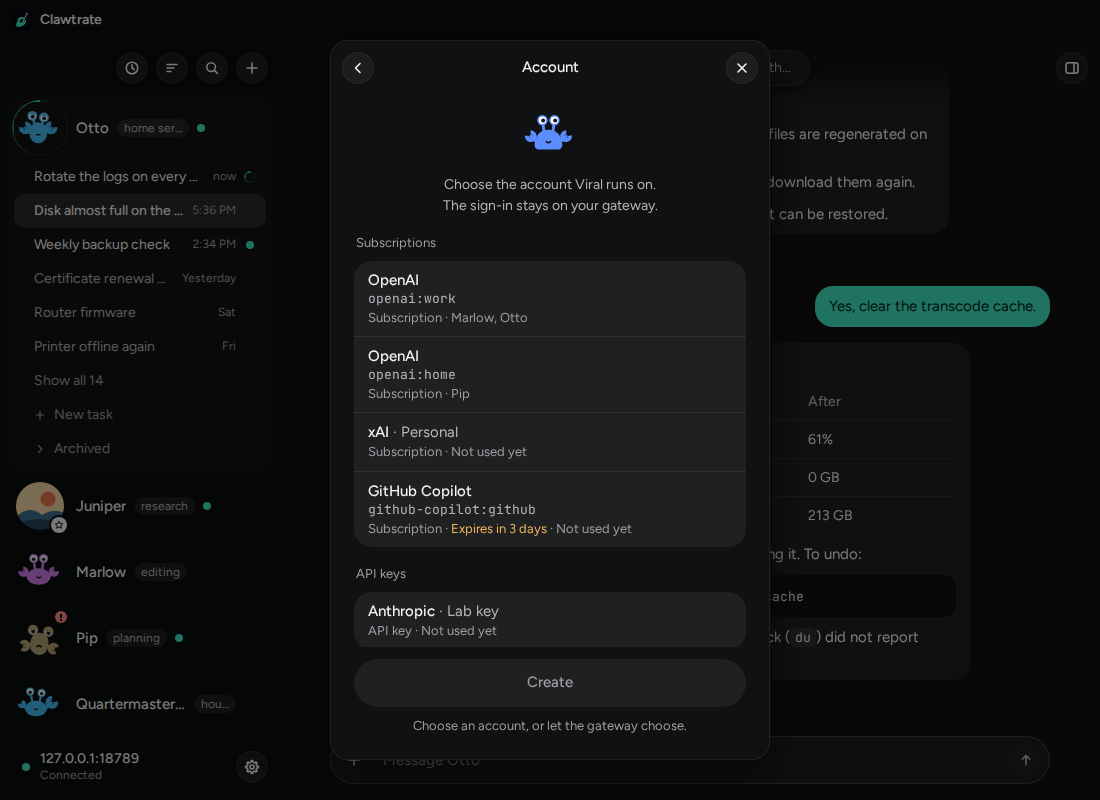 Clawtrate
Otto
home ser...
Rotate the logs on every ...
now
Disk almost full on the ...
5:36 PM
Weekly backup check
2:34 PM
Certificate renewal ...
Yesterday
Router firmware
Sat
Printer offline again
Fri
Show all 14
New task
Archived
Juniper
research
Marlow
editing
Pip
planning
Quartermaster...
hou...
127.0.0.1:18789
Connected
Account
Choose the account Viral runs on.
The sign-in stays on your gateway.
Subscriptions
OpenAI
openai:work
Subscription · Marlow, Otto
OpenAI
openai:home
Subscription · Pip
xAI · Personal
Subscription · Not used yet
GitHub Copilot
github-copilot:github
Subscription · Expires in 3 days · Not used yet
API keys
Anthropic · Lab key
API key · Not used yet
Create
Choose an account, or let the gateway choose.
th...
files are regenerated on
download them again.
t can be restored.
Yes, clear the transcode cache.
After
61%
0 GB
213 GB
ng it. To undo:
cache
ck ( du ) did not report
Message Otto